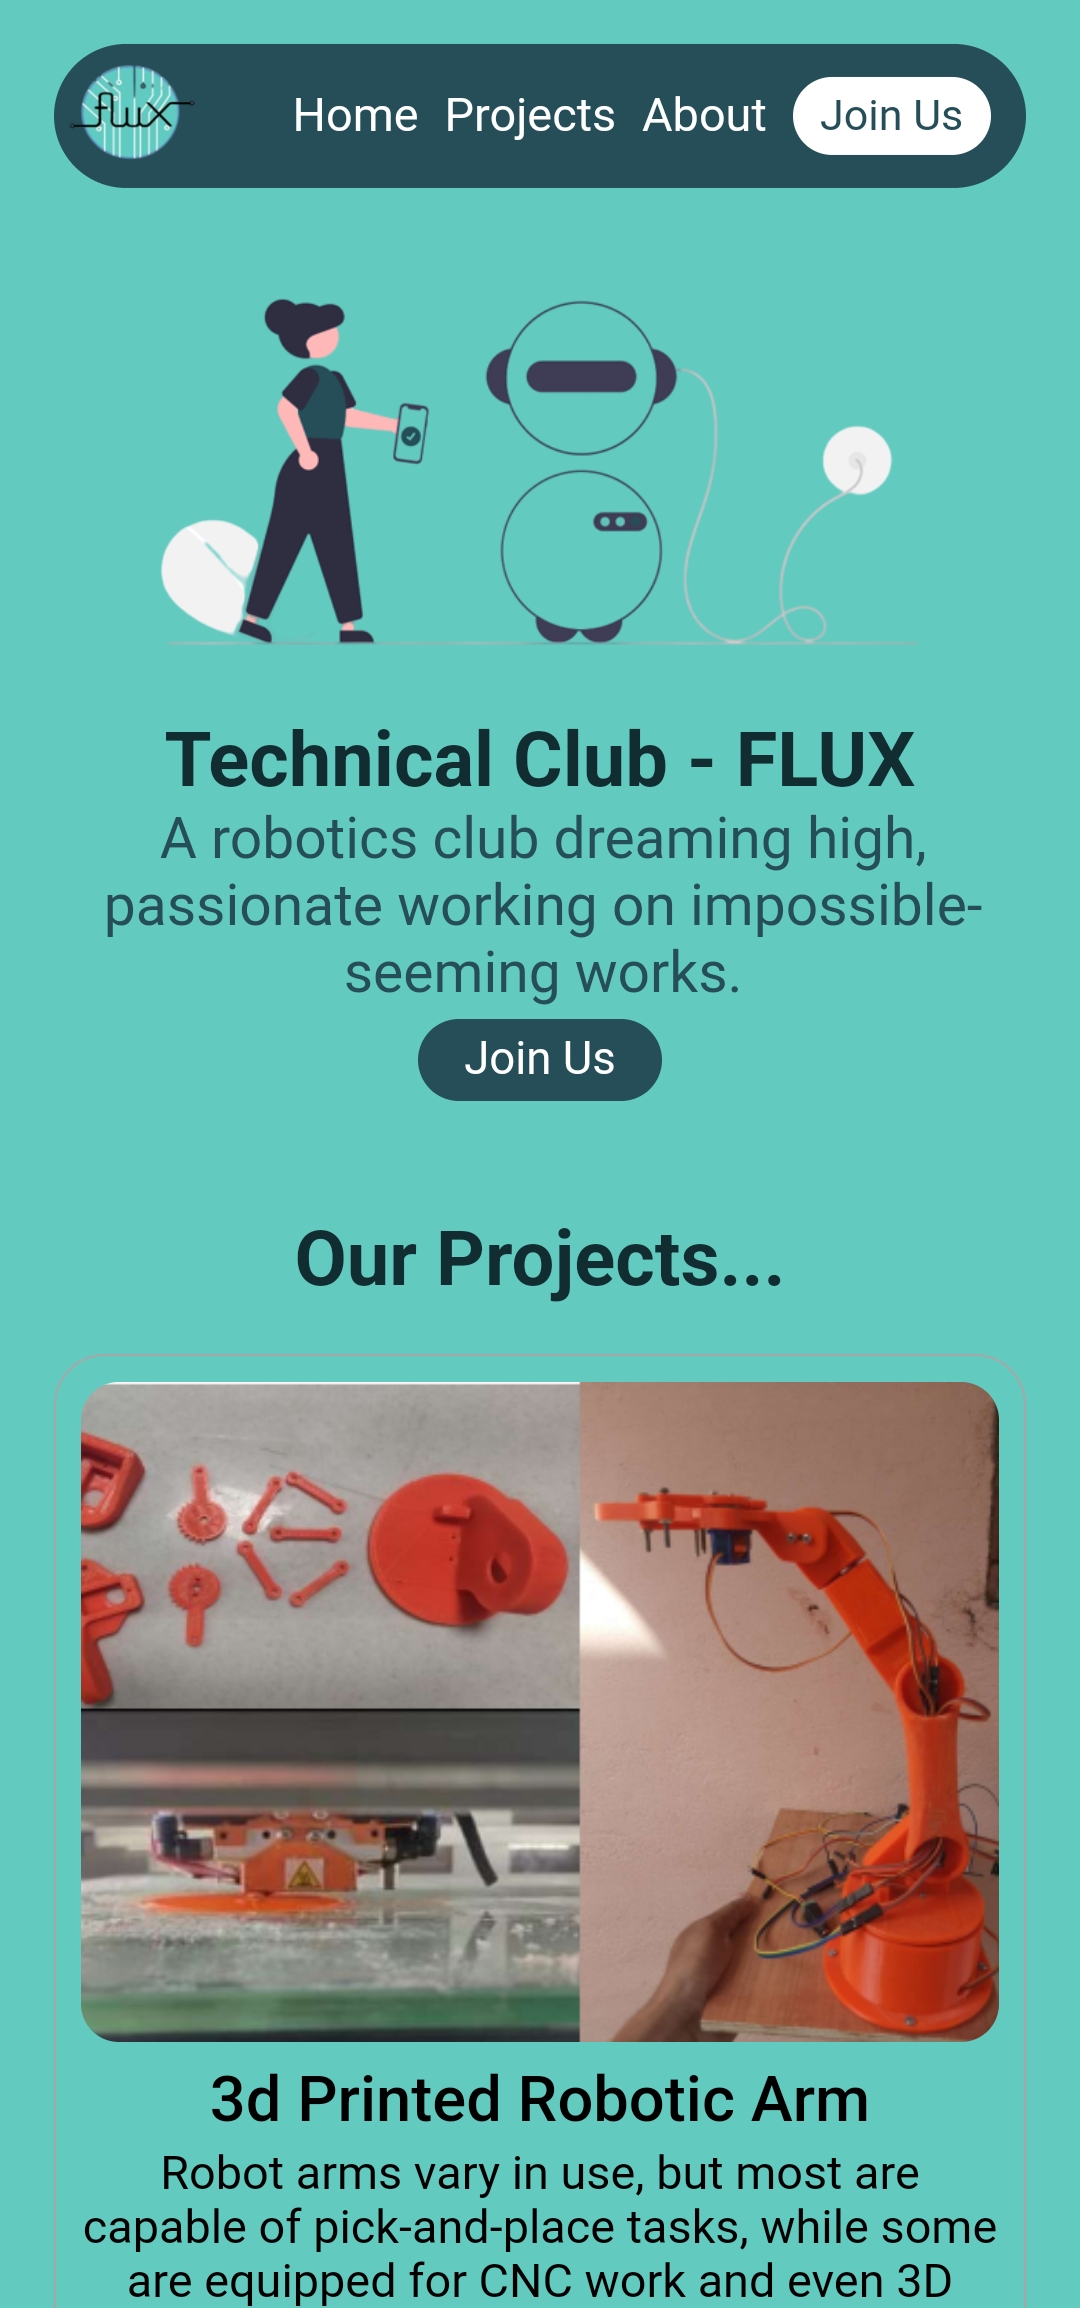 flux
Home Projects About Join Us
Technical Club - FLUX
A robotics club dreaming high,
passionate working on impossible-
seeming works.
Join Us
Our Projects...
3d Printed Robotic Arm
Robot arms vary in use, but most are
capable of pick-and-place tasks, while some
are equipped for CNC work and even 3D